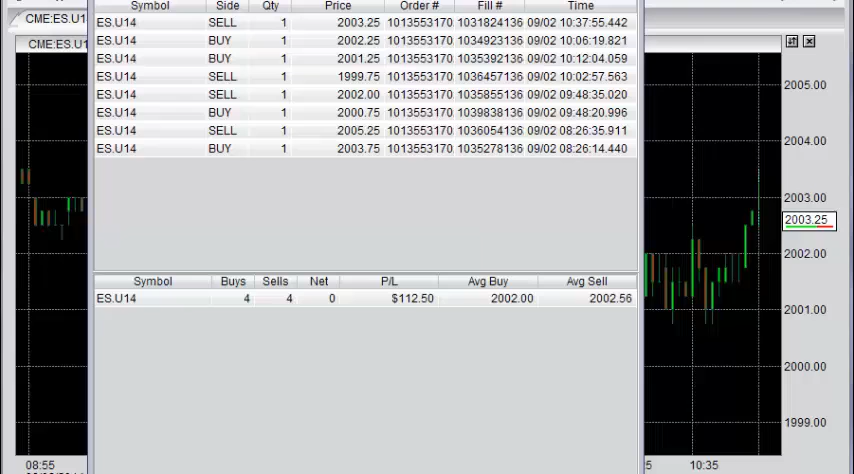 Symbol Side Qty Price Order # Fill # Time
CME:ES.U1
ES.U14 SELL 1 2003.25 1013553170 1031824136 09/02 10:37:55.442
ES.U14 BUY 1 2002.25 1013553170 1034923136 09/02 10:06:19.821
CME:ES.U14
ES.U14 BUY 1 2001.25 1013553170 1035392136 09/02 10:12:04.059
ES.U14 SELL 1 1999.75 1013553170 1036457136 09/02 10:02:57.563
ES.U14 SELL 1 2002.00 1013553170 1035855136 09/02 09:48:35.020
ES.U14 BUY 1 2000.75 1013553170 1039838136 09/02 09:48:20.996
ES.U14 SELL 1 2005.25 1013553170 1036054136 09/02 08:26:35.911
ES.U14 BUY 1 2003.75 1013553170 1035278136 09/02 08:26:14.440
Symbol Buys Sells Net P/L Avg Buy Avg Sell
ES.U14 4 4 0 $112.50 2002.00 2002.56
2005.00
2004.00
2003.00
2003.25
2002.00
2001.00
2000.00
1999.00
08:55
5 10:35